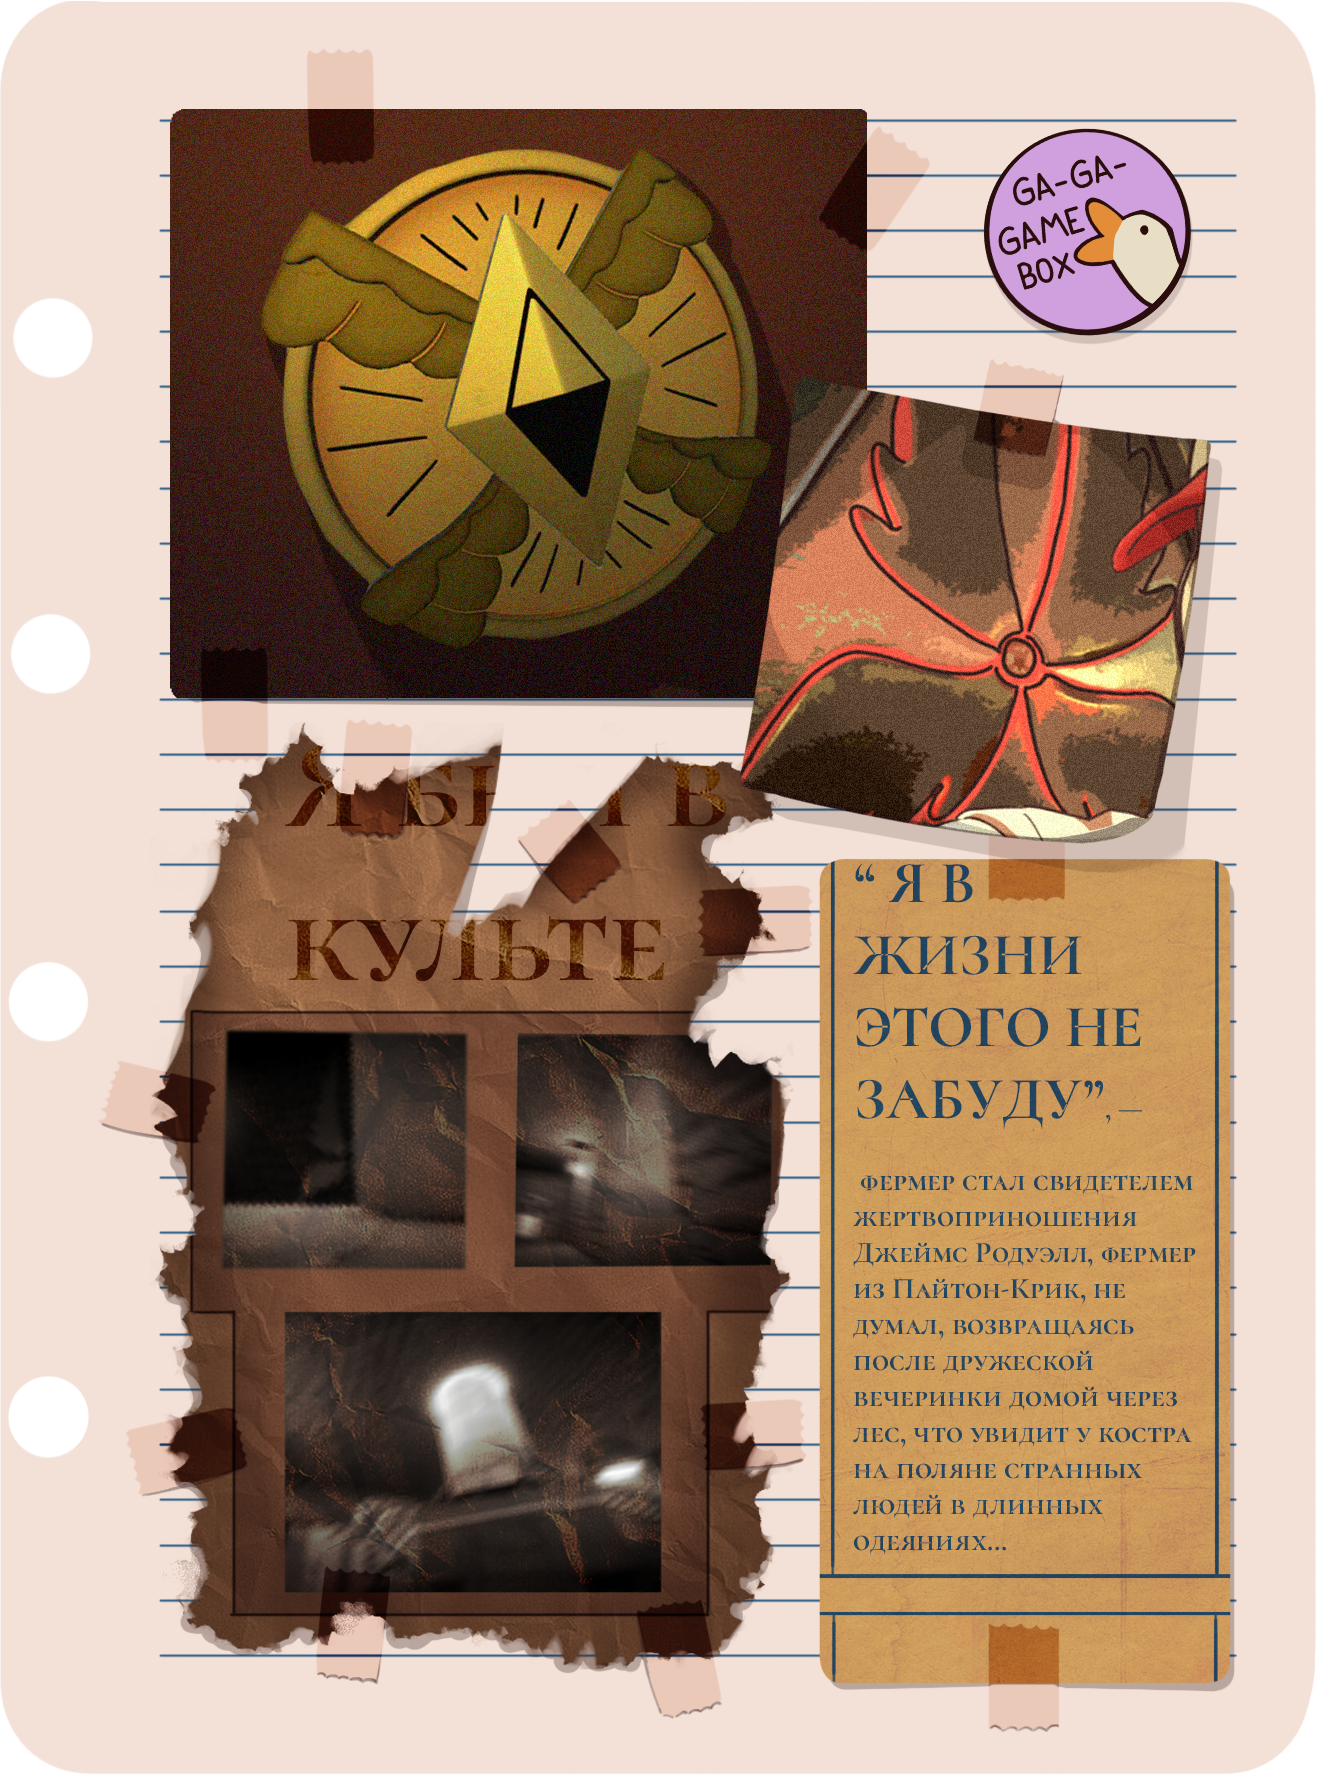 GA-GA-
GAME
BOX
Я БЫЛ В
КУЛЬТЕ
“ Я В
ЖИЗНИ
ЭТОГО НЕ
ЗАБУДУ”, –
ФЕРМЕР СТАЛ СВИДЕТЕЛЕМ
ЖЕРТВОПРИНОШЕНИЯ
Джеймс Родуэлл, фермер
из Пайтон-Крик, не
думал, возвращаясь
после дружеской
вечеринки домой через
лес, что увидит у костра
на поляне странных
людей в длинных
одеяниях...